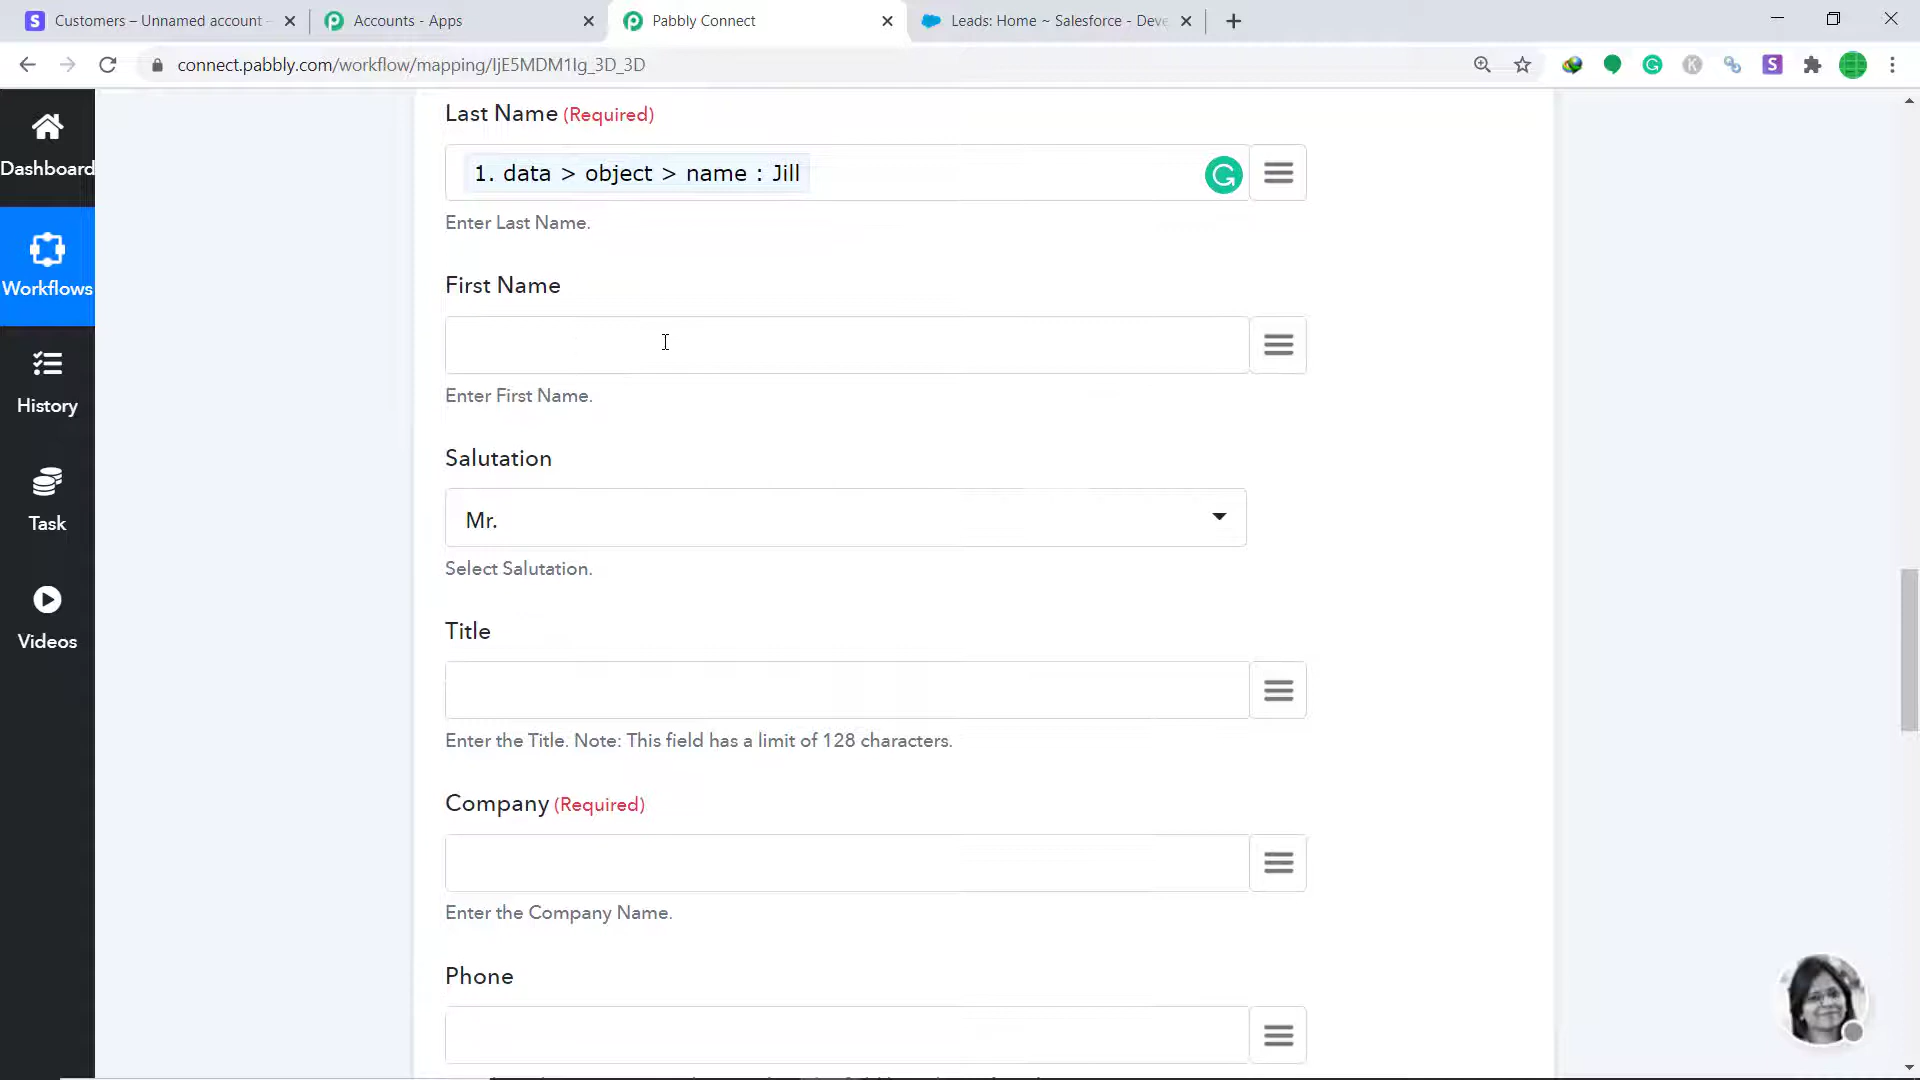 Customers – Unnamed account –
Accounts - Apps
Pabbly Connect
Leads: Home ~ Salesforce - Deve
connect.pabbly.com/workflow/mapping/IjE5MDM1Ig_3D_3D
Dashboard
Workflows
History
Task
Videos
Last Name (Required)
1. data > object > name : Jill
Enter Last Name.
First Name
Enter First Name.
Salutation
Mr.
Select Salutation.
Title
Enter the Title. Note: This field has a limit of 128 characters.
Company (Required)
Enter the Company Name.
Phone